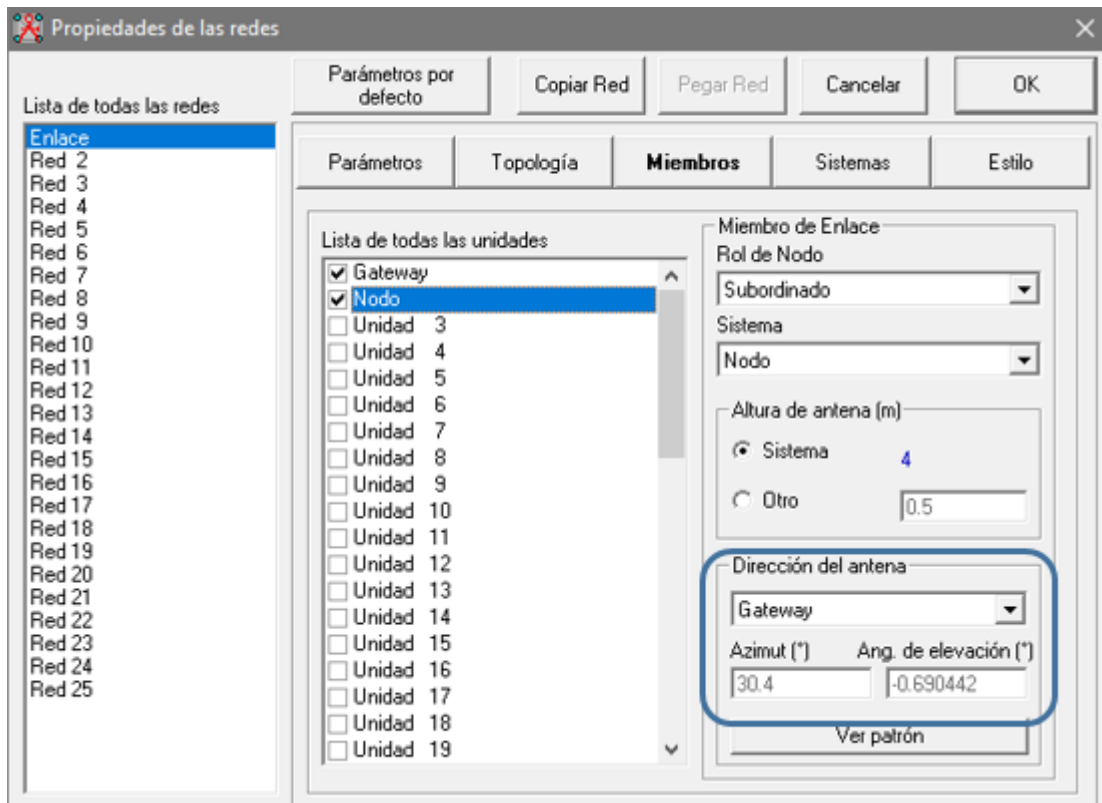 Propiedades de las redes
Parámetros por defecto
Copiar Red
Pegar Red
Cancelar
OK
Lista de todas las redes
Enlace
Red 2
Red 3
Red 4
Red 5
Red 6
Red 7
Red 8
Red 9
Red 10
Red 11
Red 12
Red 13
Red 14
Red 15
Red 16
Red 17
Red 18
Red 19
Red 20
Red 21
Red 22
Red 23
Red 24
Red 25
Parámetros
Topología
Miembros
Sistemas
Estilo
Lista de todas las unidades
Gateway
Nodo
Unidad 3
Unidad 4
Unidad 5
Unidad 6
Unidad 7
Unidad 8
Unidad 9
Unidad 10
Unidad 11
Unidad 12
Unidad 13
Unidad 14
Unidad 15
Unidad 16
Unidad 17
Unidad 18
Unidad 19
Miembro de Enlace
Rol de Nodo
Subordinado
Sistema
Nodo
Altura de antena (m)
Sistema 4
Otro 0.5
Dirección del antena
Gateway
Azimut (°) Ang. de elevación (°)
30.4 -0.690442
Ver patrón